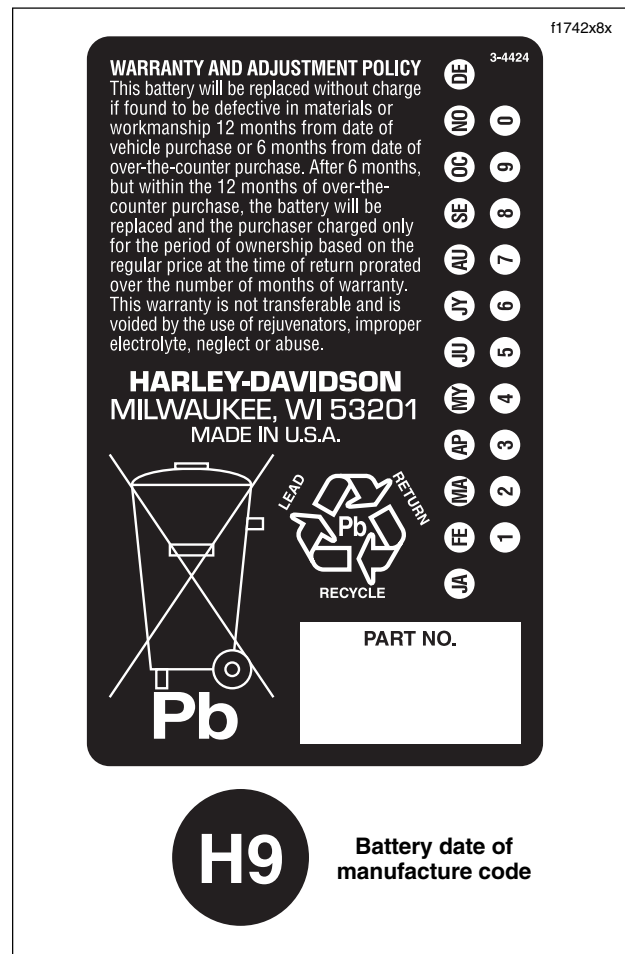 f1742x8x
3-4424
WARRANTY AND ADJUSTMENT POLICY
This battery will be replaced without charge
if found to be defective in materials or
workmanship 12 months from date of
vehicle purchase or 6 months from date of
over-the-counter purchase. After 6 months,
but within the 12 months of over-the-
counter purchase, the battery will be
replaced and the purchaser charged only
for the period of ownership based on the
regular price at the time of return prorated
over the number of months of warranty.
This warranty is not transferable and is
voided by the use of rejuvenators, improper
electrolyte, neglect or abuse.
HARLEY-DAVIDSON
MILWAUKEE, WI 53201
MADE IN U.S.A.
JA FE MA AP MY JU JY AU SE OC NO DE
1 2 3 4 5 6 7 8 9 0
LEAD
RETURN
Pb
RECYCLE
Pb
PART NO.
H9
Battery date of
manufacture code